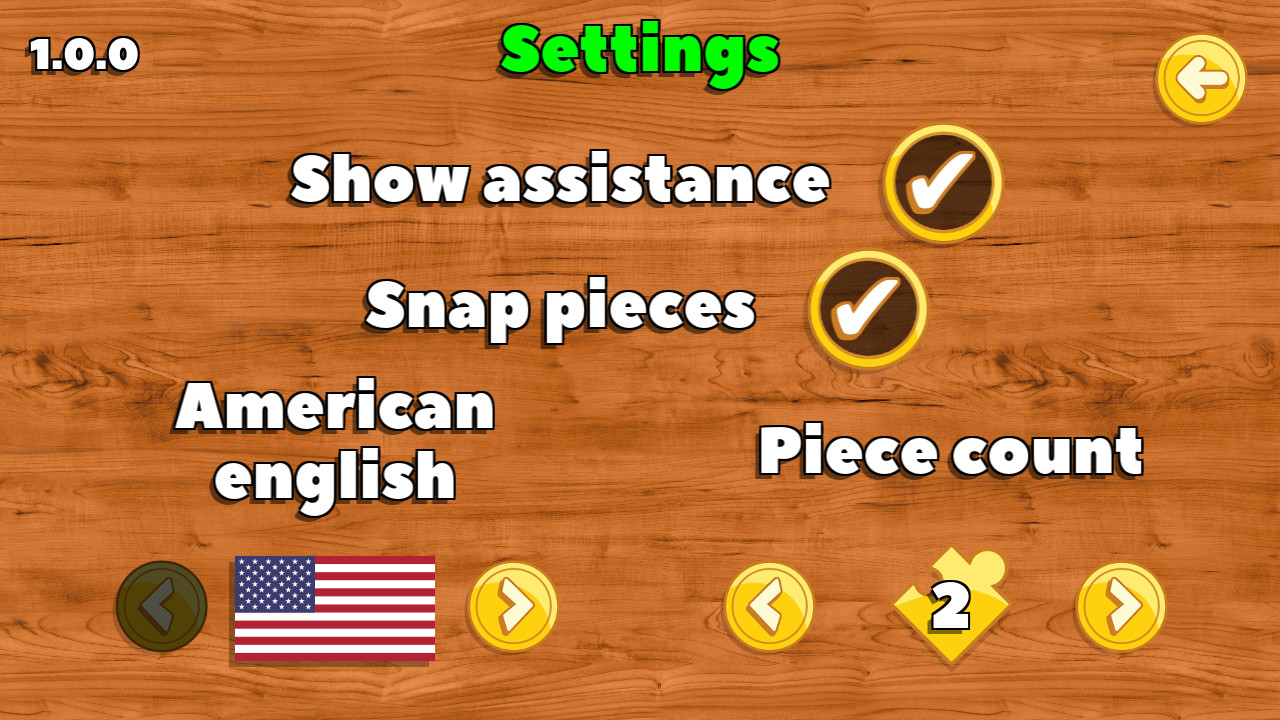 1.0.0
Settings
Show assistance
Snap pieces
American
english
Piece count
2